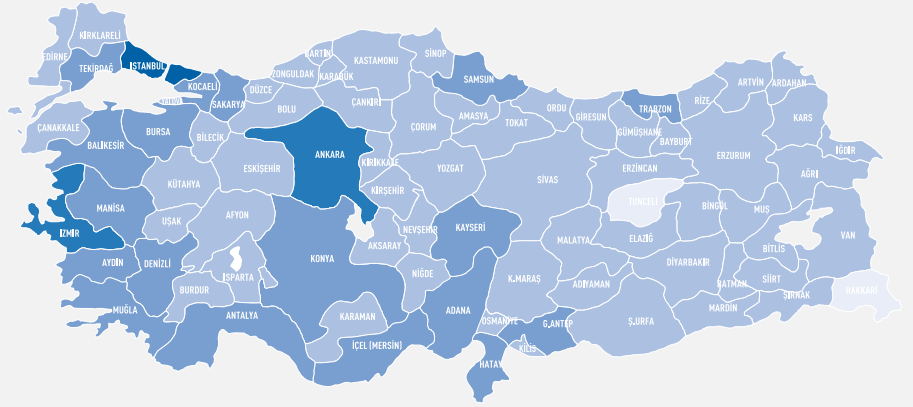 KIRKLARELİ
EDİRNE
TEKİRDAĞ
İSTANBUL
KOCAELİ
YALOVA
SAKARYA
DÜZCE
ZONGULDAK
BARTIN
KARABÜK
KASTAMONU
SİNOP
SAMSUN
ÇANAKKALE
BALIKESİR
BURSA
BİLECİK
BOLU
ÇANKIRI
ÇORUM
AMASYA
TOKAT
ORDU
GİRESUN
TRABZON
GÜMÜŞHANE
BAYBURT
RİZE
ARTVİN
ARDAHAN
KARS
IĞDIR
ESKİŞEHİR
ANKARA
KIRIKKALE
YOZGAT
SİVAS
ERZİNCAN
ERZURUM
AĞRI
KÜTAHYA
KIRŞEHİR
TUNCELİ
BİNGÖL
MUŞ
MANİSA
UŞAK
AFYON
İZMİR
AKSARAY
NEVŞEHİR
KAYSERİ
MALATYA
ELAZIĞ
BİTLİS
VAN
AYDIN
DENİZLİ
ISPARTA
KONYA
NİĞDE
K.MARAŞ
ADIYAMAN
DİYARBAKIR
BATMAN
SİİRT
ŞIRNAK
HAKKARİ
BURDUR
MUĞLA
ANTALYA
KARAMAN
İÇEL (MERSİN)
ADANA
OSMANİYE
G.ANTEP
KİLİS
HATAY
Ş.URFA
MARDİN